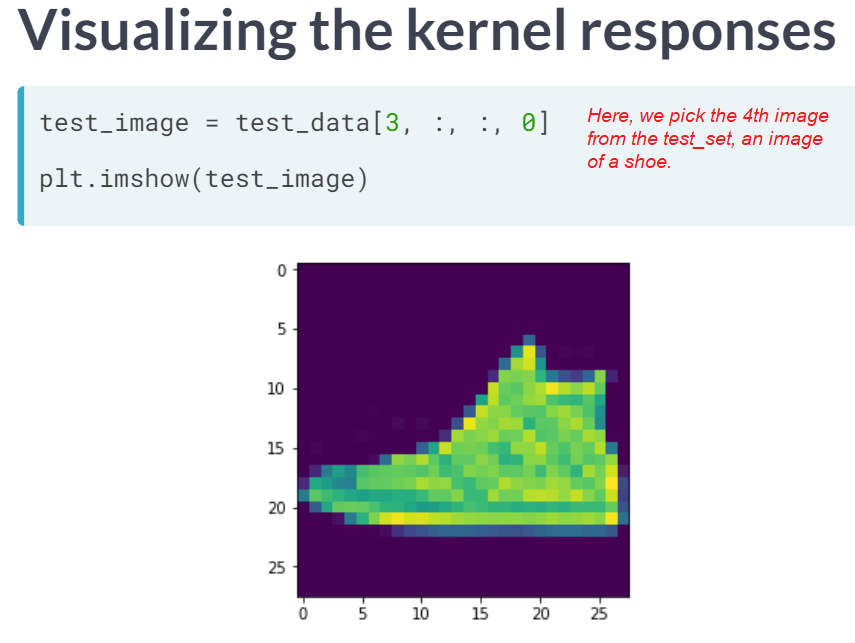 Visualizing the kernel responses
test_image = test_data[3, :, :, 0]
Here, we pick the 4th image
from the test_set, an image
of a shoe.
plt.imshow(test_image)
0
5
10
15
20
25
0 5 10 15 20 25